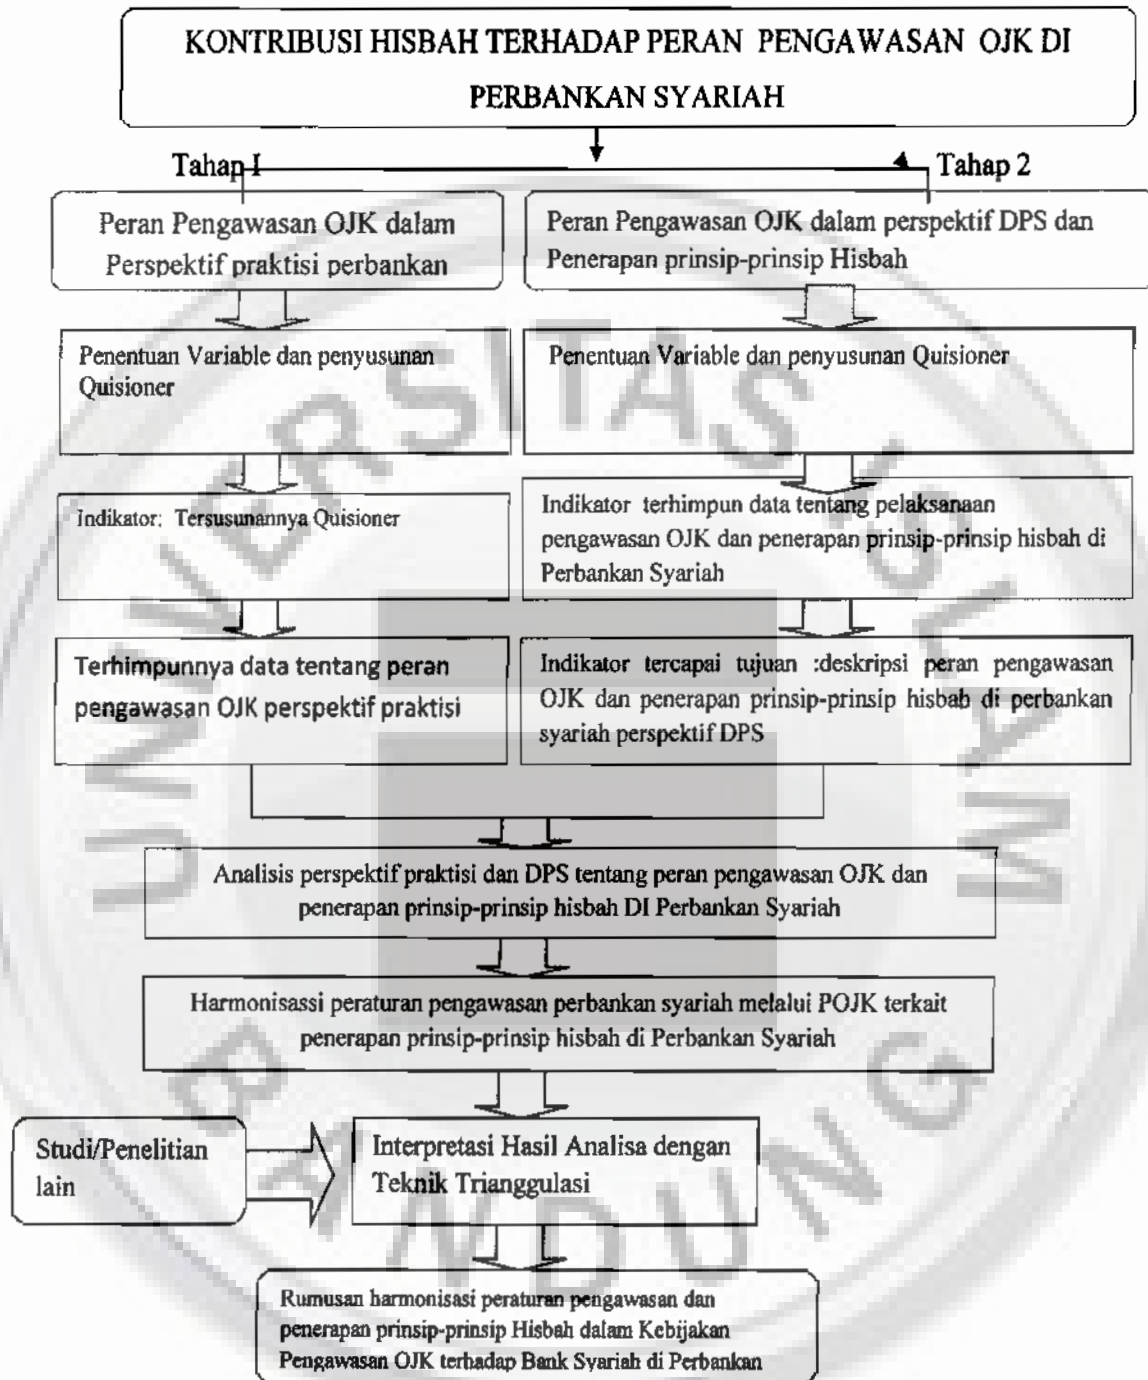 KONTRIBUSI HISBAH TERHADAP PERAN PENGAWASAN OJK DI
PERBANKAN SYARIAH
Tahap I
Tahap 2
Peran Pengawasan OJK dalam
Perspektif praktisi perbankan
Peran Pengawasan OJK dalam perspektif DPS dan
Penerapan prinsip-prinsip Hisbah
Penentuan Variable dan penyusunan
Quisioner
Penentuan Variable dan penyusunan Quisioner
Indikator: Tersusunannya Quisioner
Indikator terhimpun data tentang pelaksanaan
pengawasan OJK dan penerapan prinsip-prinsip hisbah di
Perbankan Syariah
Terhimpunnya data tentang peran
pengawasan OJK perspektif praktisi
Indikator tercapai tujuan :deskripsi peran pengawasan
OJK dan penerapan prinsip-prinsip hisbah di perbankan
syariah perspektif DPS
Analisis perspektif praktisi dan DPS tentang peran pengawasan OJK dan
penerapan prinsip-prinsip hisbah DI Perbankan Syariah
Harmonisassi peraturan pengawasan perbankan syariah melalui POJK terkait
penerapan prinsip-prinsip hisbah di Perbankan Syariah
Studi/Penelitian
lain
Interpretasi Hasil Analisa dengan
Teknik Trianggulasi
Rumusan harmonisasi peraturan pengawasan dan
penerapan prinsip-prinsip Hisbah dalam Kebijakan
Pengawasan OJK terhadap Bank Syariah di Perbankan
UNIVERSITAS ISLAM
BANDUNG